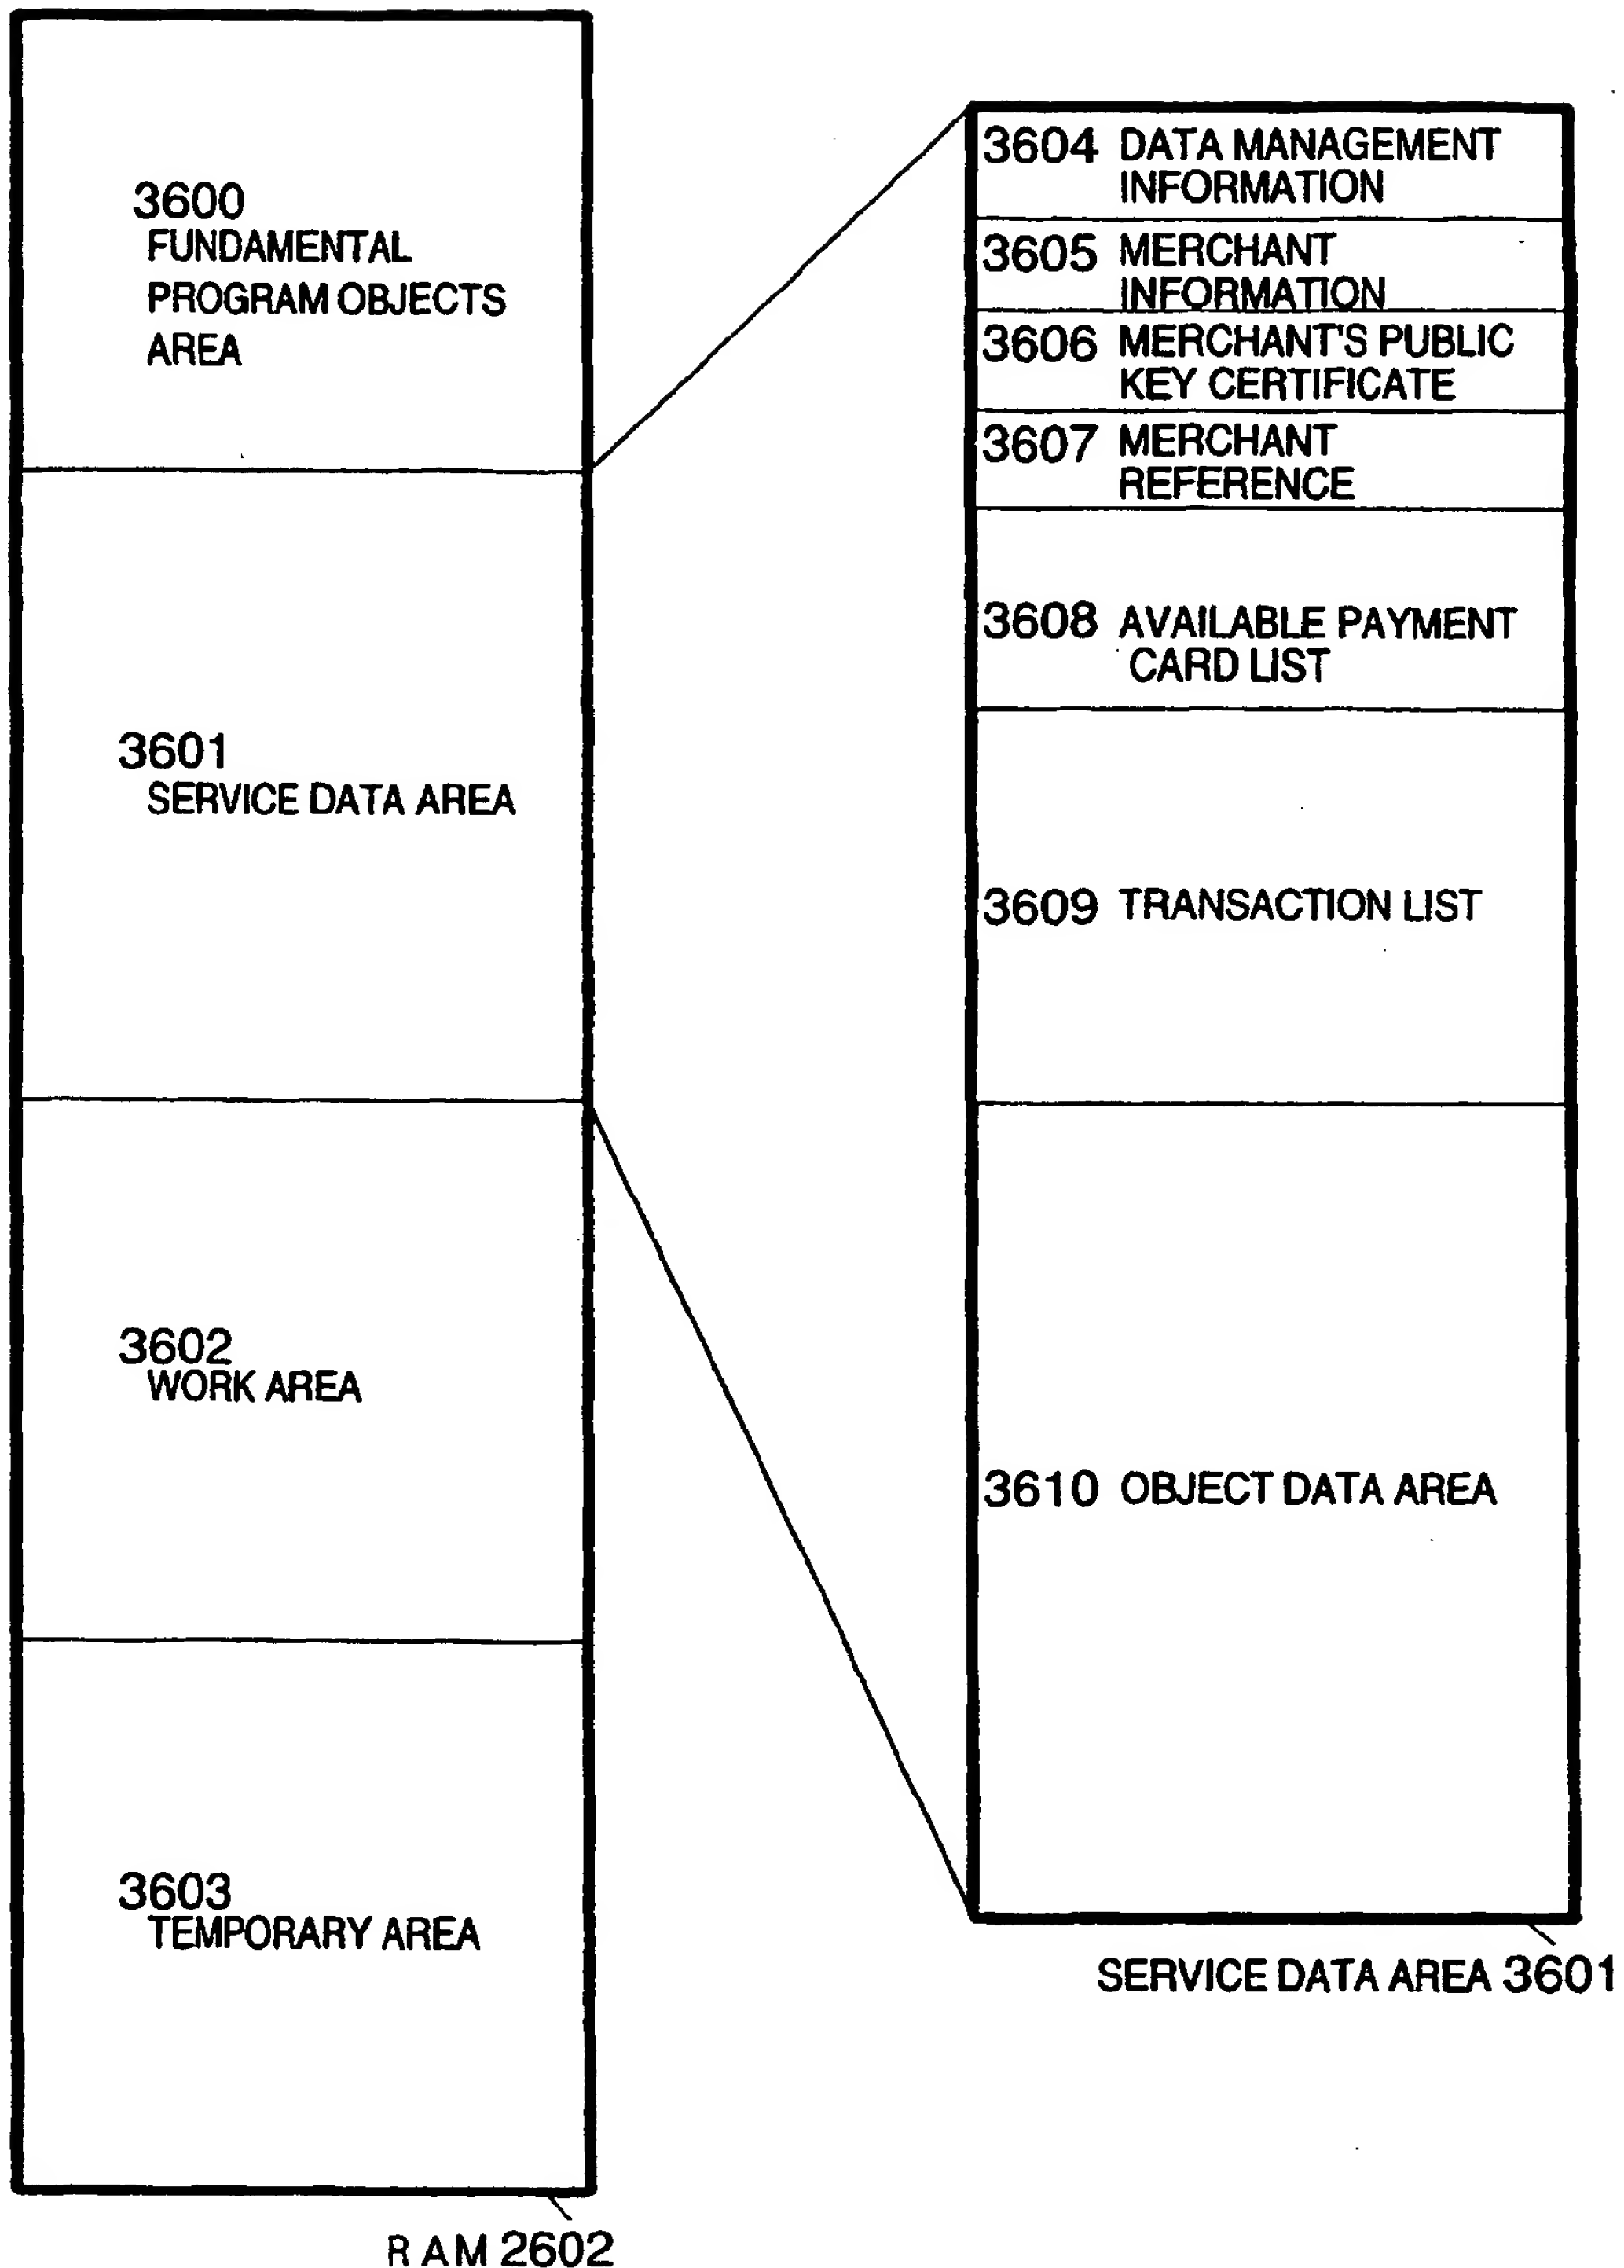 3600
FUNDAMENTAL
PROGRAM OBJECTS
AREA
3601
SERVICE DATA AREA
3602
WORK AREA
3603
TEMPORARY AREA
RAM 2602
3604 DATA MANAGEMENT
INFORMATION
3605 MERCHANT
INFORMATION
3606 MERCHANT'S PUBLIC
KEY CERTIFICATE
3607 MERCHANT
REFERENCE
3608 AVAILABLE PAYMENT
CARD LIST
3609 TRANSACTION LIST
3610 OBJECT DATA AREA
SERVICE DATA AREA 3601